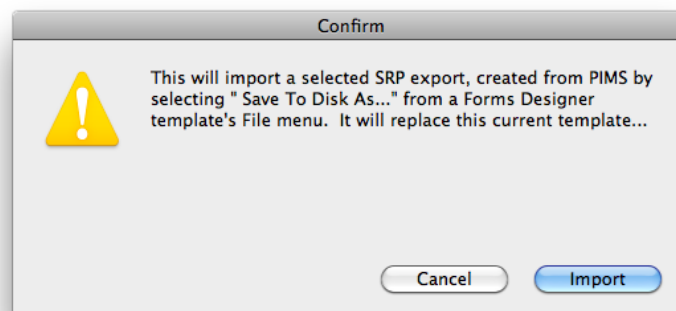 Confirm
This will import a selected SRP export, created from PIMS by
selecting " Save To Disk As..." from a Forms Designer
template's File menu.  It will replace this current template...
Cancel
Import